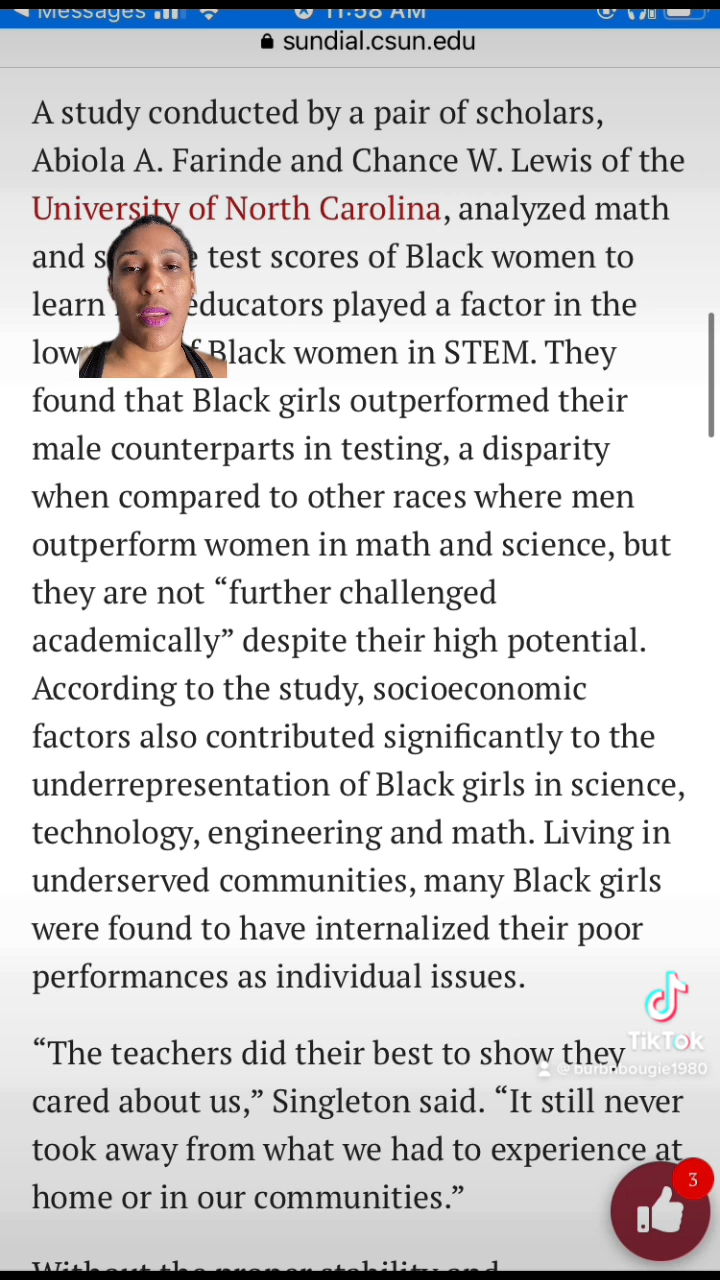 Messages
11:58 AM
sundial.csun.edu
A study conducted by a pair of scholars,
Abiola A. Farinde and Chance W. Lewis of the
University of North Carolina, analyzed math
and s test scores of Black women to
learn educators played a factor in the
low f Black women in STEM. They
found that Black girls outperformed their
male counterparts in testing, a disparity
when compared to other races where men
outperform women in math and science, but
they are not “further challenged
academically” despite their high potential.
According to the study, socioeconomic
factors also contributed significantly to the
underrepresentation of Black girls in science,
technology, engineering and math. Living in
underserved communities, many Black girls
were found to have internalized their poor
performances as individual issues.
“The teachers did their best to show they
cared about us,” Singleton said. “It still never
took away from what we had to experience at
home or in our communities.”
Without the proper stability and
TikTok
@barbnbougie1980
3